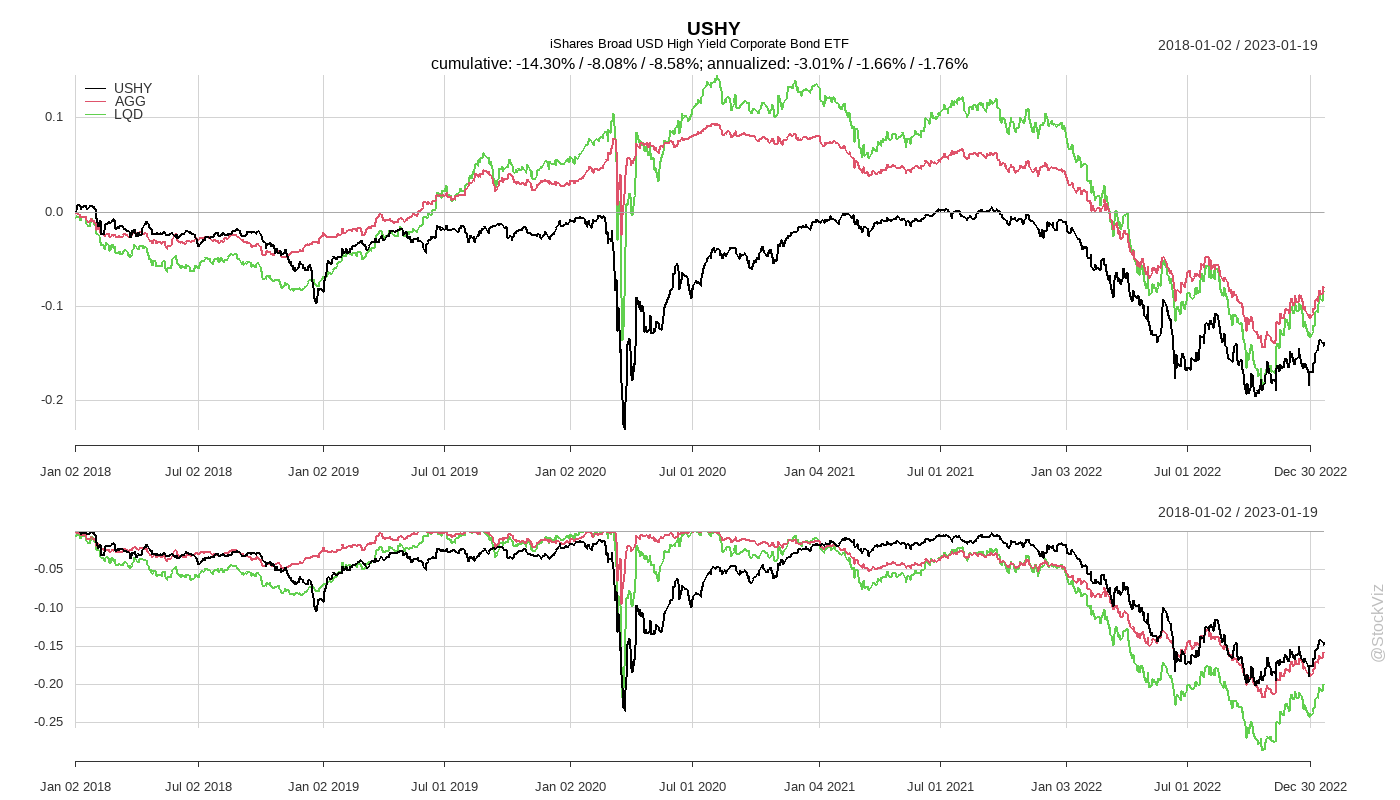 USHY
iShares Broad USD High Yield Corporate Bond ETF
2018-01-02 / 2023-01-19
cumulative: -14.30% / -8.08% / -8.58%; annualized: -3.01% / -1.66% / -1.76%
USHY
AGG
LQD
0.1
0.0
-0.1
-0.2
Jan 02 2018 Jul 02 2018 Jan 02 2019 Jul 01 2019 Jan 02 2020 Jul 01 2020 Jan 04 2021 Jul 01 2021 Jan 03 2022 Jul 01 2022 Dec 30 2022
2018-01-02 / 2023-01-19
-0.05
-0.10
-0.15
-0.20
-0.25
Jan 02 2018 Jul 02 2018 Jan 02 2019 Jul 01 2019 Jan 02 2020 Jul 01 2020 Jan 04 2021 Jul 01 2021 Jan 03 2022 Jul 01 2022 Dec 30 2022
@StockViz